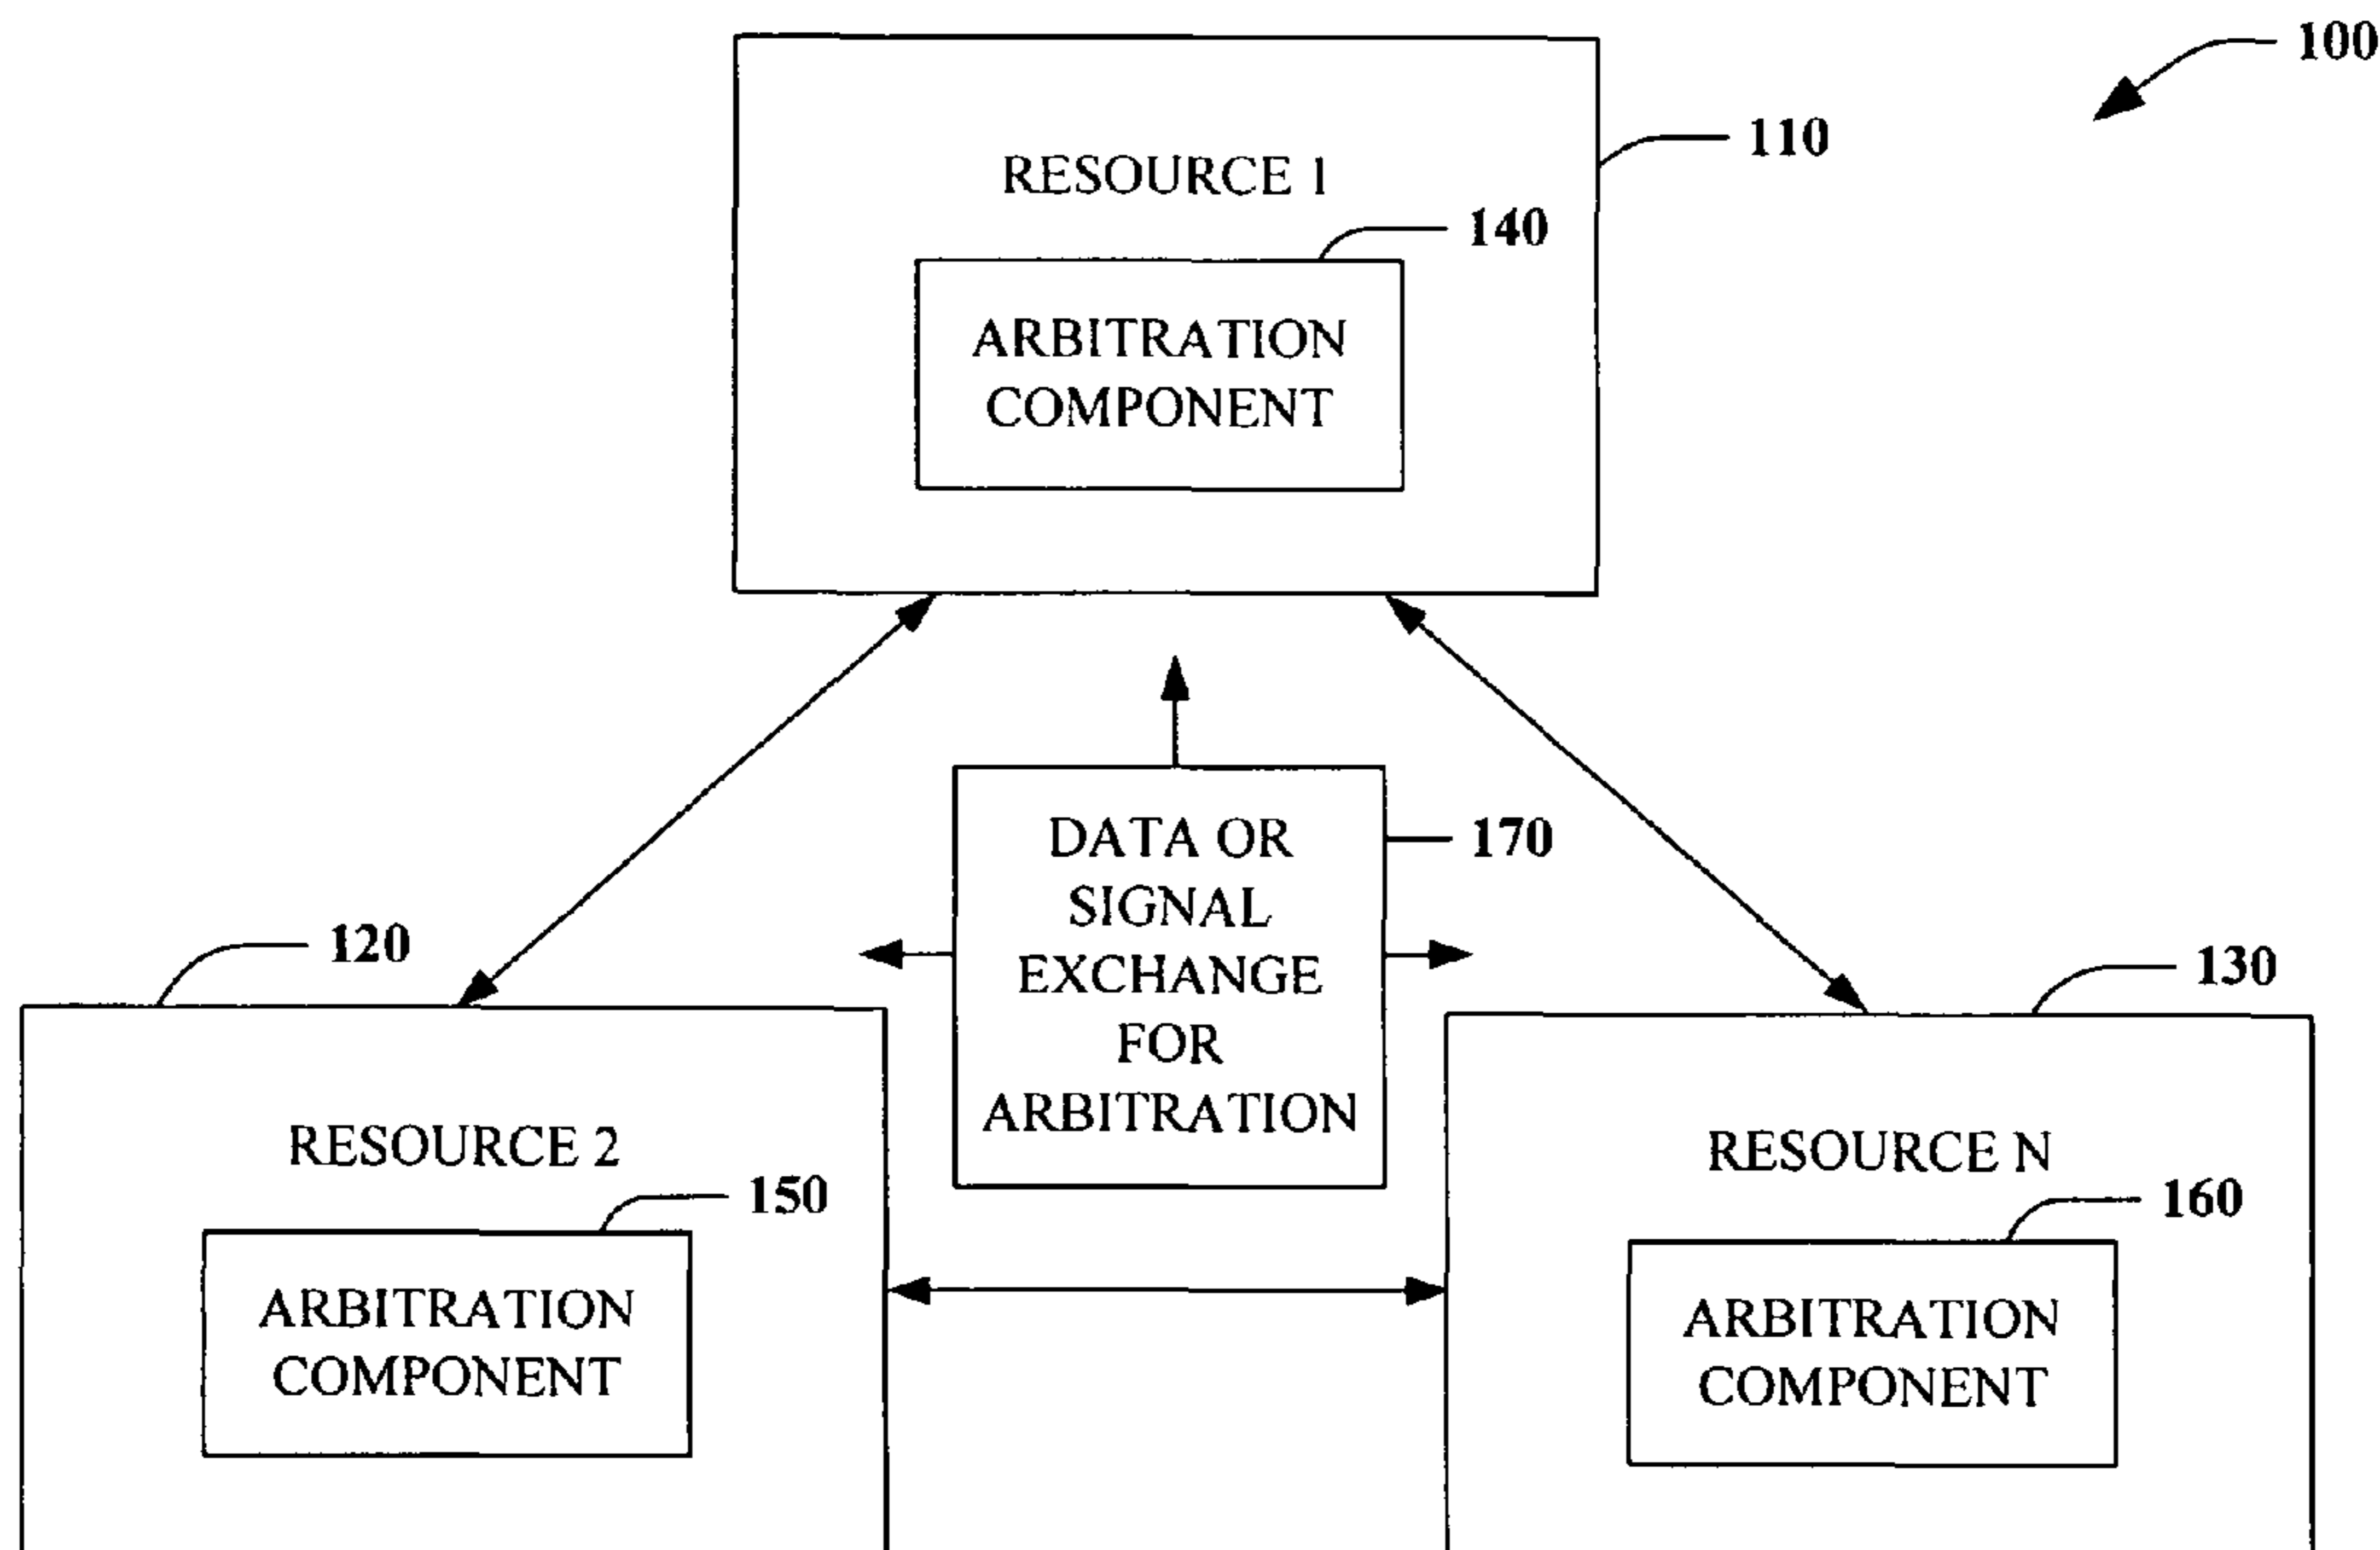 100
110
RESOURCE 1
140
ARBITRATION
COMPONENT
DATA OR
SIGNAL
EXCHANGE
FOR
ARBITRATION
170
120
130
RESOURCE 2
150
ARBITRATION
COMPONENT
RESOURCE N
160
ARBITRATION
COMPONENT